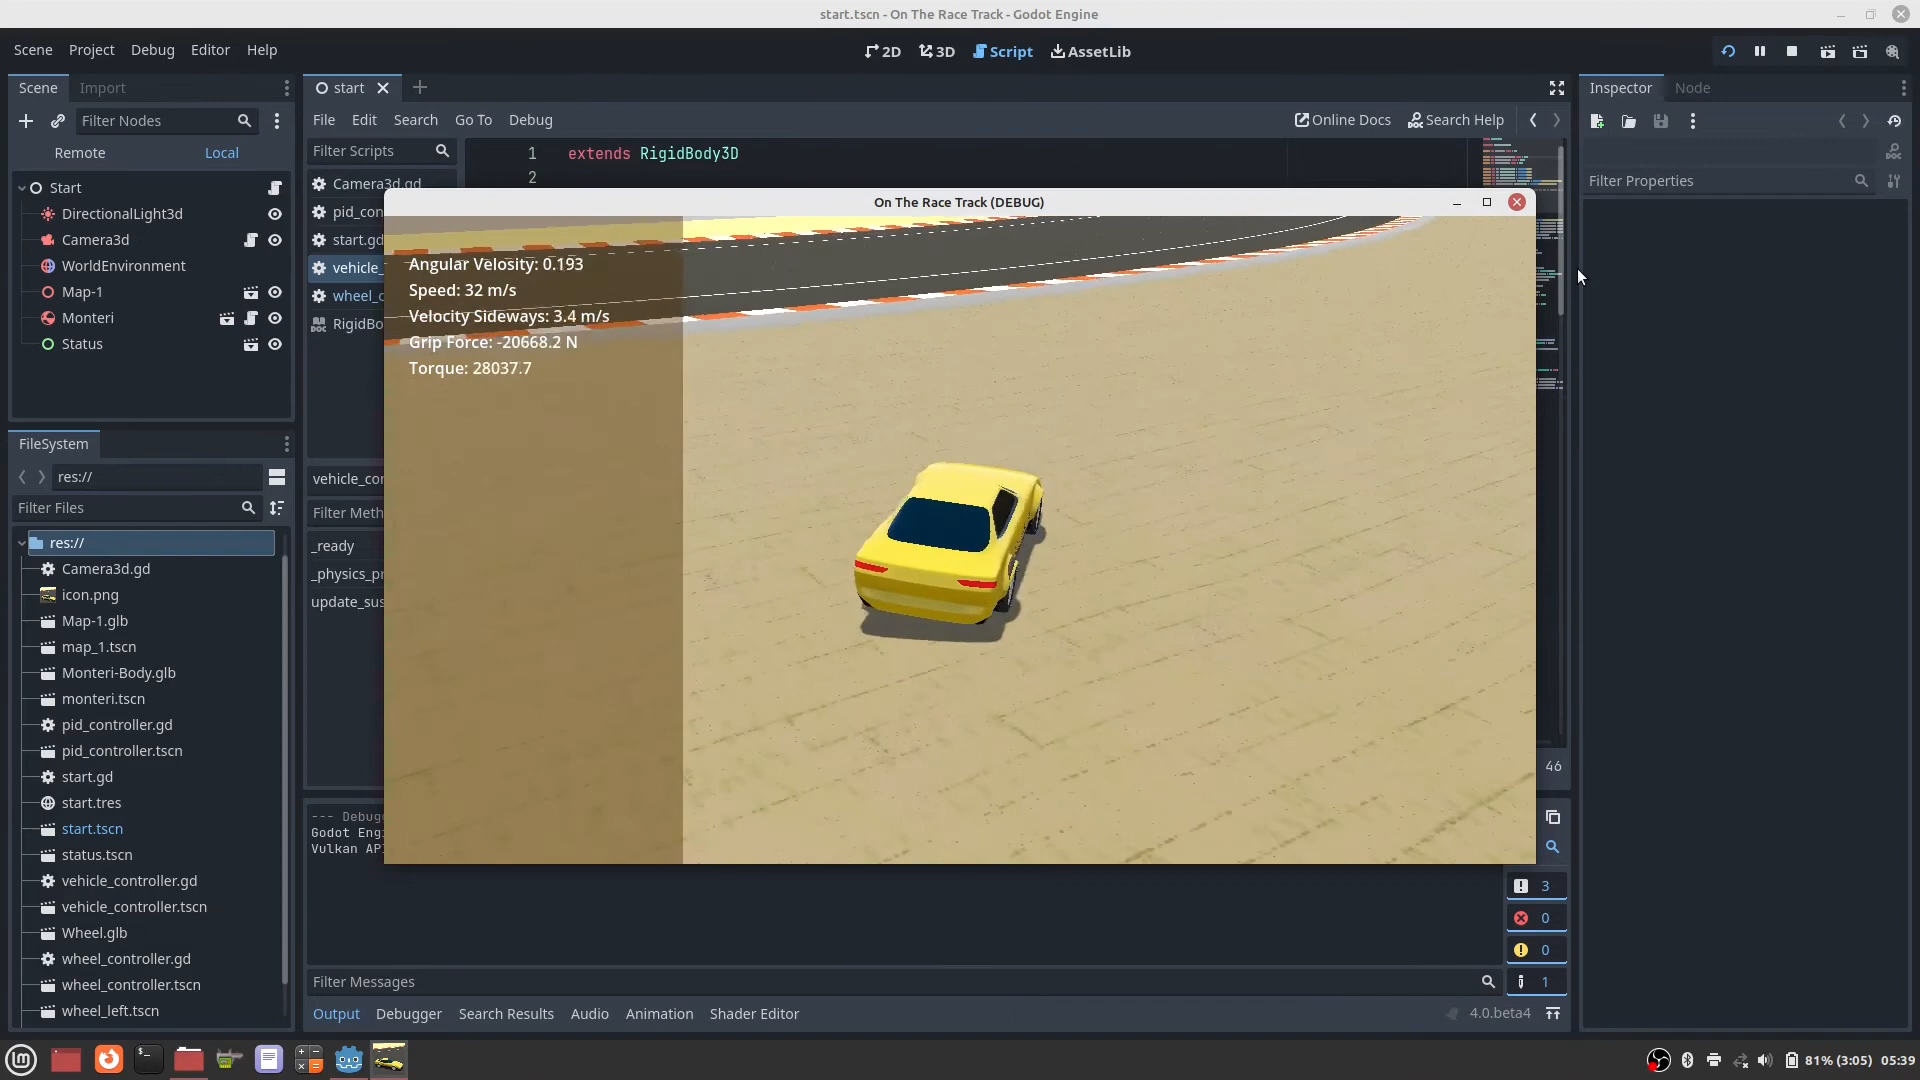 start.tscn - On The Race Track - Godot Engine
Scene Project Debug Editor Help
2D 3D Script AssetLib
Scene Import
Filter Nodes
Remote Local
Start
DirectionalLight3d
Camera3d
WorldEnvironment
Map-1
Monteri
Status
FileSystem
res://
Filter Files
res://
Camera3d.gd
icon.png
Map-1.glb
map_1.tscn
Monteri-Body.glb
monteri.tscn
pid_controller.gd
pid_controller.tscn
start.gd
start.tres
start.tscn
status.tscn
vehicle_controller.gd
vehicle_controller.tscn
Wheel.glb
wheel_controller.gd
wheel_controller.tscn
wheel_left.tscn
start
File Edit Search Go To Debug
Online Docs Search Help
Filter Scripts
Camera3d.gd
pid_con
start.gd
vehicle_
wheel_c
RigidBo
vehicle_cor
Filter Meth
_ready
_physics_pr
update_sus
1 extends RigidBody3D
2
On The Race Track (DEBUG)
Angular Velosity: 0.193
Speed: 32 m/s
Velocity Sideways: 3.4 m/s
Grip Force: -20668.2 N
Torque: 28037.7
46
--- Debug
Godot Engi
Vulkan AP
3
0
0
1
Filter Messages
Output Debugger Search Results Audio Animation Shader Editor
4.0.beta4
Inspector Node
Filter Properties
81% (3:05) 05:39